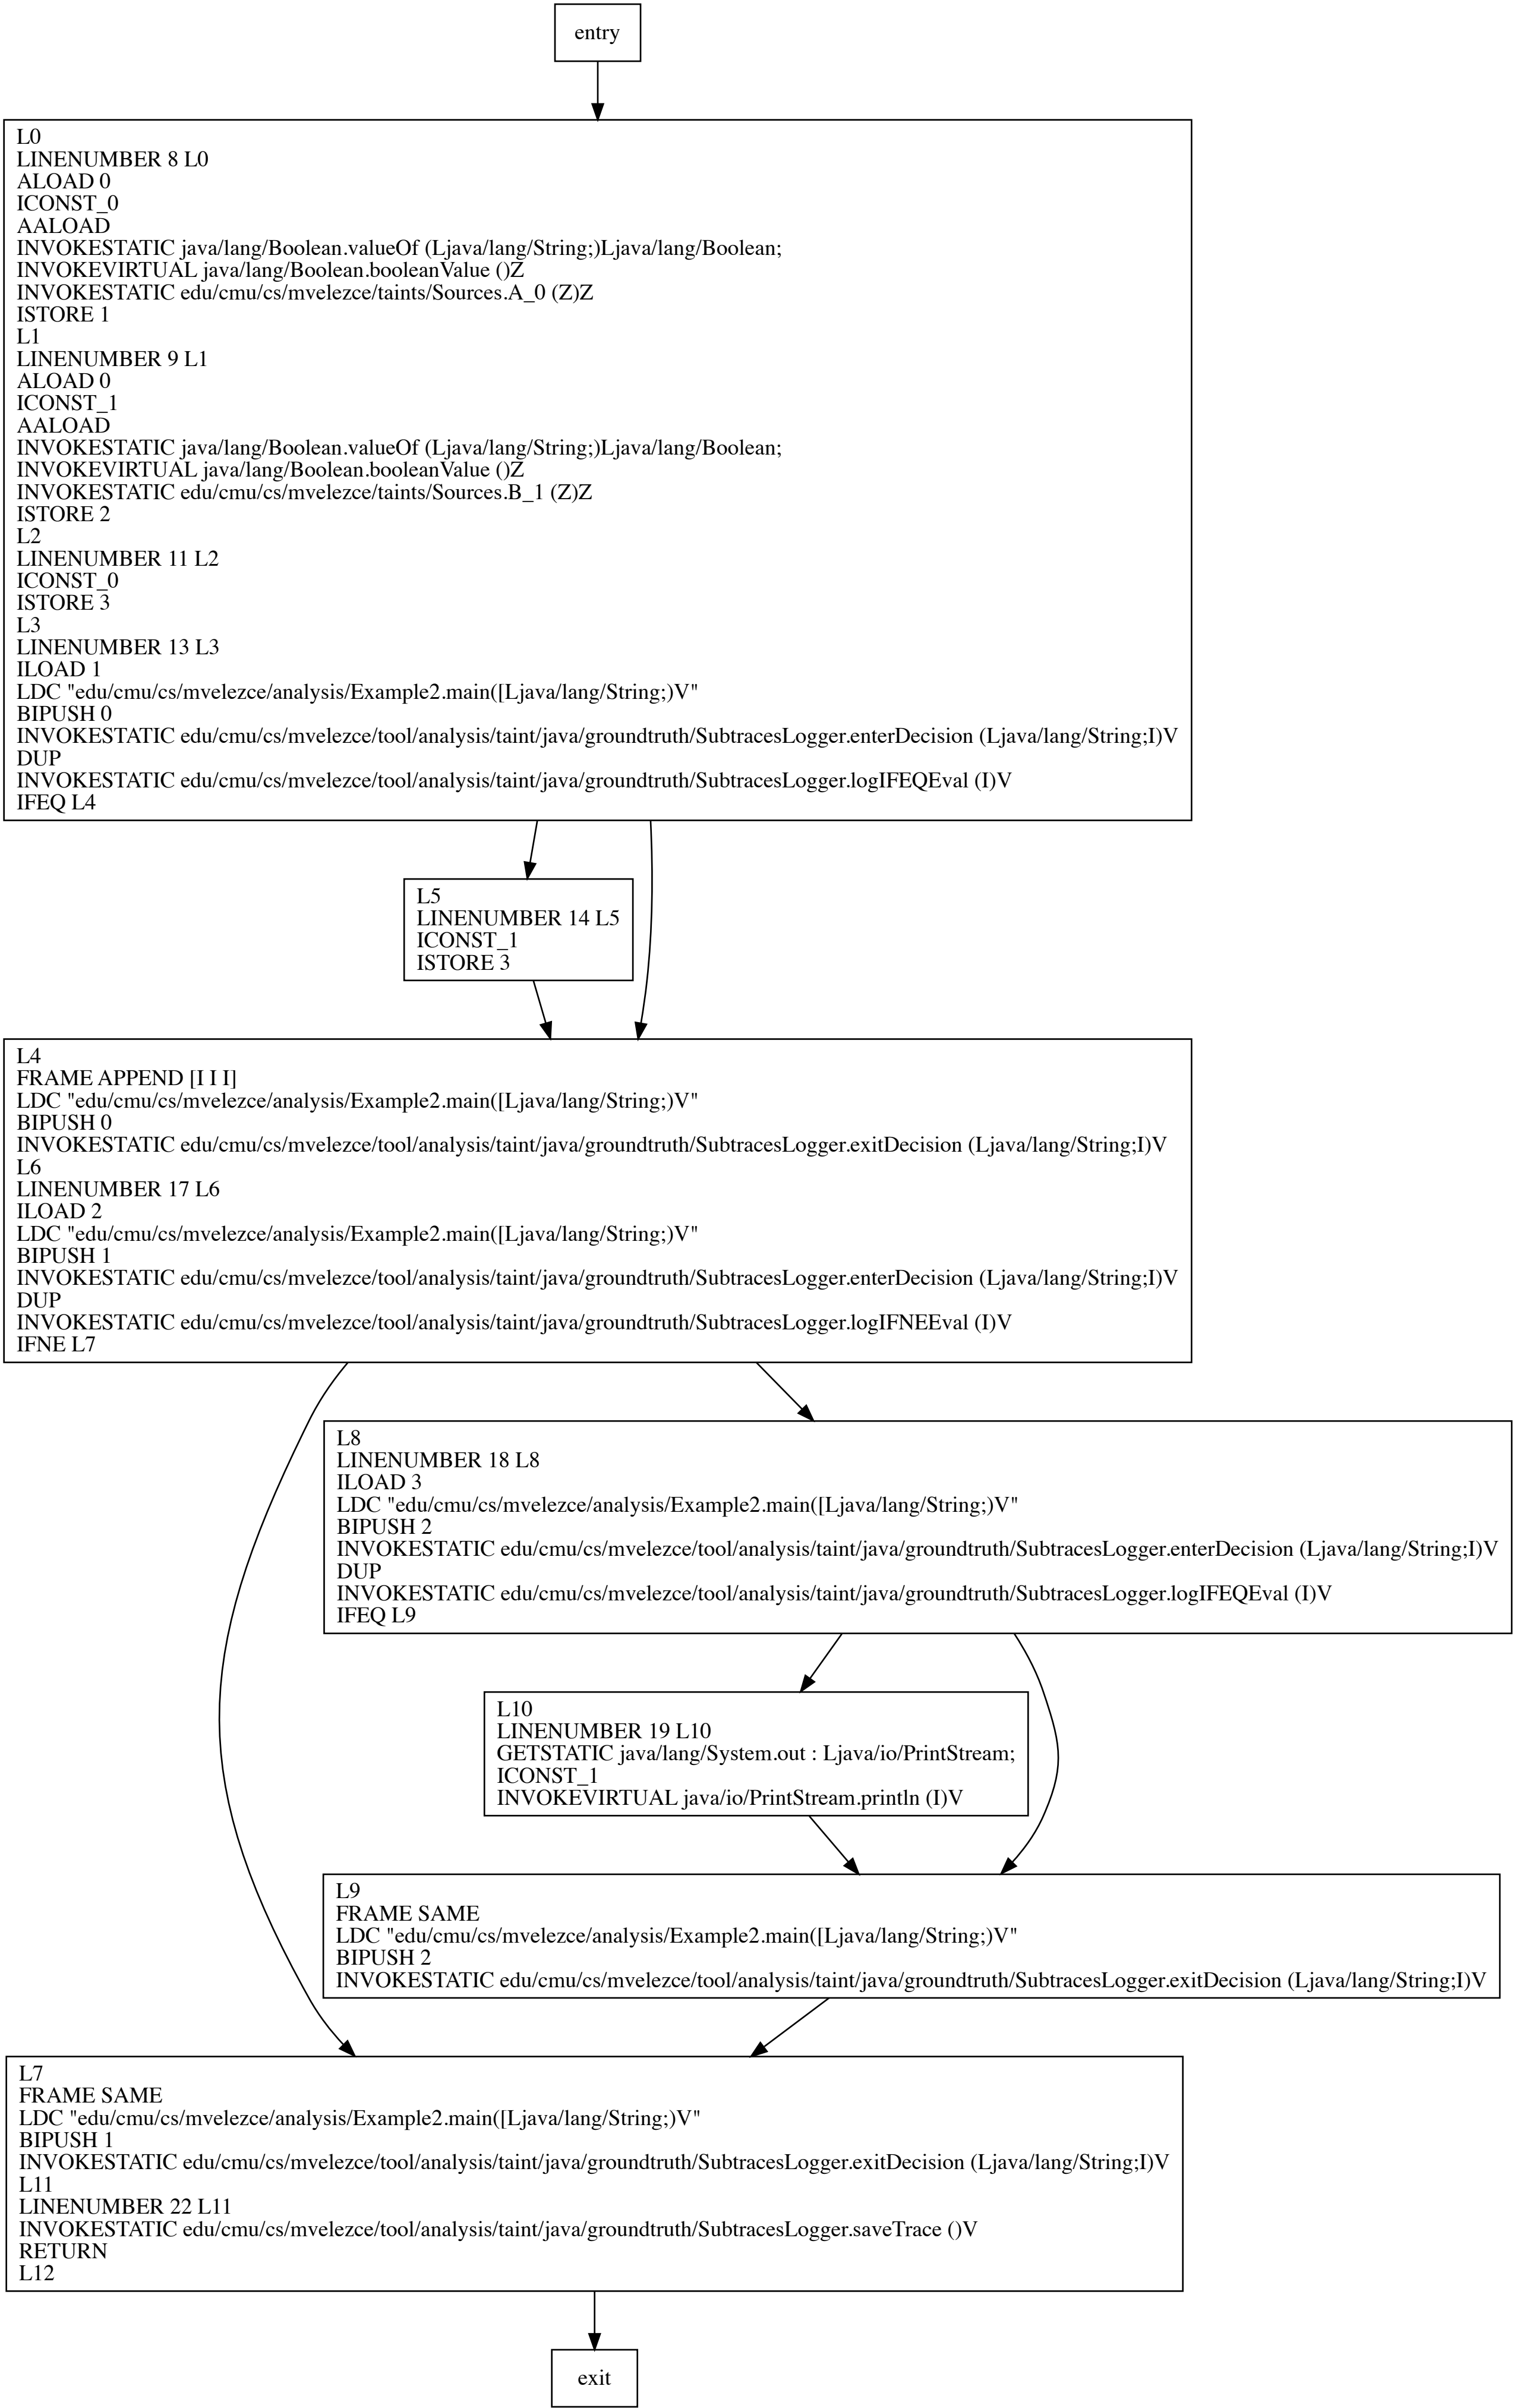 entry
L0
LINENUMBER 8 L0
ALOAD 0
ICONST_0
AALOAD
INVOKESTATIC java/lang/Boolean.valueOf (Ljava/lang/String;)Ljava/lang/Boolean;
INVOKEVIRTUAL java/lang/Boolean.booleanValue ()Z
INVOKESTATIC edu/cmu/cs/mvelezce/taints/Sources.A_0 (Z)Z
ISTORE 1
L1
LINENUMBER 9 L1
ALOAD 0
ICONST_1
AALOAD
INVOKESTATIC java/lang/Boolean.valueOf (Ljava/lang/String;)Ljava/lang/Boolean;
INVOKEVIRTUAL java/lang/Boolean.booleanValue ()Z
INVOKESTATIC edu/cmu/cs/mvelezce/taints/Sources.B_1 (Z)Z
ISTORE 2
L2
LINENUMBER 11 L2
ICONST_0
ISTORE 3
L3
LINENUMBER 13 L3
ILOAD 1
LDC "edu/cmu/cs/mvelezce/analysis/Example2.main([Ljava/lang/String;)V"
BIPUSH 0
INVOKESTATIC edu/cmu/cs/mvelezce/tool/analysis/taint/java/groundtruth/SubtracesLogger.enterDecision (Ljava/lang/String;I)V
DUP
INVOKESTATIC edu/cmu/cs/mvelezce/tool/analysis/taint/java/groundtruth/SubtracesLogger.logIFEQEval (I)V
IFEQ L4
L5
LINENUMBER 14 L5
ICONST_1
ISTORE 3
L4
FRAME APPEND [I I I]
LDC "edu/cmu/cs/mvelezce/analysis/Example2.main([Ljava/lang/String;)V"
BIPUSH 0
INVOKESTATIC edu/cmu/cs/mvelezce/tool/analysis/taint/java/groundtruth/SubtracesLogger.exitDecision (Ljava/lang/String;I)V
L6
LINENUMBER 17 L6
ILOAD 2
LDC "edu/cmu/cs/mvelezce/analysis/Example2.main([Ljava/lang/String;)V"
BIPUSH 1
INVOKESTATIC edu/cmu/cs/mvelezce/tool/analysis/taint/java/groundtruth/SubtracesLogger.enterDecision (Ljava/lang/String;I)V
DUP
INVOKESTATIC edu/cmu/cs/mvelezce/tool/analysis/taint/java/groundtruth/SubtracesLogger.logIFNEEval (I)V
IFNE L7
L8
LINENUMBER 18 L8
ILOAD 3
LDC "edu/cmu/cs/mvelezce/analysis/Example2.main([Ljava/lang/String;)V"
BIPUSH 2
INVOKESTATIC edu/cmu/cs/mvelezce/tool/analysis/taint/java/groundtruth/SubtracesLogger.enterDecision (Ljava/lang/String;I)V
DUP
INVOKESTATIC edu/cmu/cs/mvelezce/tool/analysis/taint/java/groundtruth/SubtracesLogger.logIFEQEval (I)V
IFEQ L9
L10
LINENUMBER 19 L10
GETSTATIC java/lang/System.out : Ljava/io/PrintStream;
ICONST_1
INVOKEVIRTUAL java/io/PrintStream.println (I)V
L9
FRAME SAME
LDC "edu/cmu/cs/mvelezce/analysis/Example2.main([Ljava/lang/String;)V"
BIPUSH 2
INVOKESTATIC edu/cmu/cs/mvelezce/tool/analysis/taint/java/groundtruth/SubtracesLogger.exitDecision (Ljava/lang/String;I)V
L7
FRAME SAME
LDC "edu/cmu/cs/mvelezce/analysis/Example2.main([Ljava/lang/String;)V"
BIPUSH 1
INVOKESTATIC edu/cmu/cs/mvelezce/tool/analysis/taint/java/groundtruth/SubtracesLogger.exitDecision (Ljava/lang/String;I)V
L11
LINENUMBER 22 L11
INVOKESTATIC edu/cmu/cs/mvelezce/tool/analysis/taint/java/groundtruth/SubtracesLogger.saveTrace ()V
RETURN
L12
exit